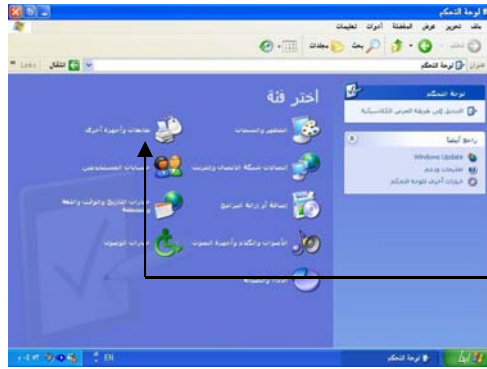 لوحة التحكم
ملف تحرير عرض المفضلة أدوات تعليمات
بحث مجلدات
لوحة التحكم انتقال Links
لوحة التحكم
التبديل إلى طريقة العرض الكلاسيكية
Windows Update
تعليمات ودعم
خيارات أخرى للوحة التحكم
اختر فئة
المظهر والسمات
طابعات وأجهزة أخرى
اتصالات شبكة الاتصال وإنترنت
حسابات المستخدمين
إضافة أو إزالة البرامج
خيارات التاريخ والوقت واللغة والمنطقة
الأصوات والكلام وأجهزة الصوت
خيارات الوصول
الأداء والصيانة
لوحة التحكم
EN